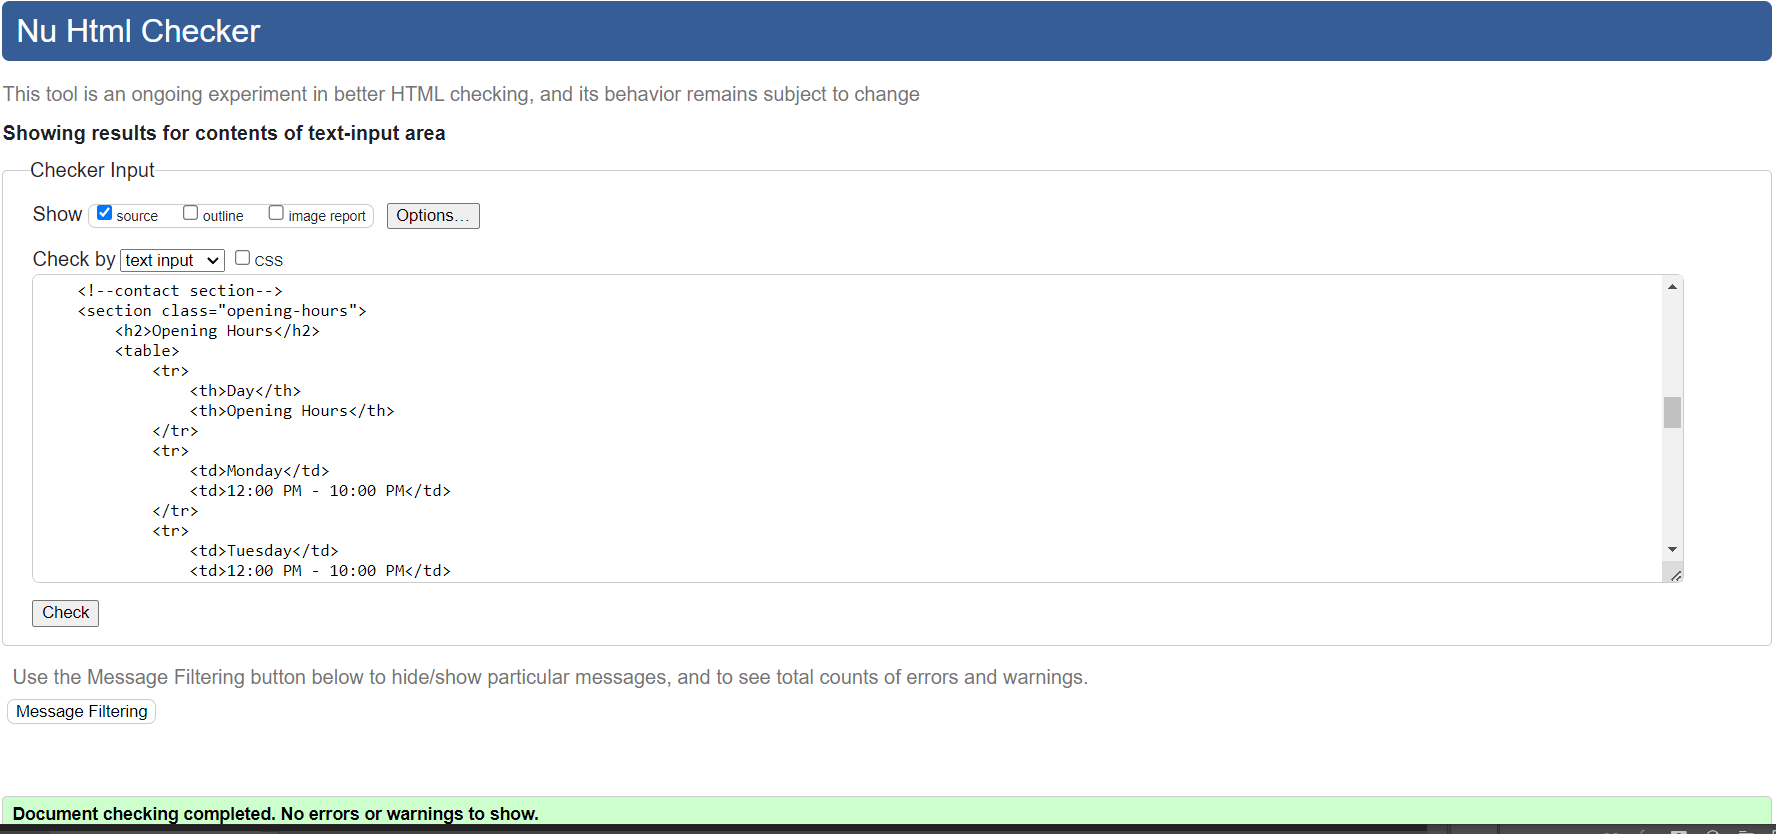 Nu Html Checker
This tool is an ongoing experiment in better HTML checking, and its behavior remains subject to change
Showing results for contents of text-input area
Checker Input
Show source outline image report Options...
Check by text input CSS
<!--contact section-->
<section class="opening-hours">
<h2>Opening Hours</h2>
<table>
<tr>
<th>Day</th>
<th>Opening Hours</th>
</tr>
<tr>
<td>Monday</td>
<td>12:00 PM - 10:00 PM</td>
</tr>
<tr>
<td>Tuesday</td>
<td>12:00 PM - 10:00 PM</td>
Check
Use the Message Filtering button below to hide/show particular messages, and to see total counts of errors and warnings.
Message Filtering
Document checking completed. No errors or warnings to show.